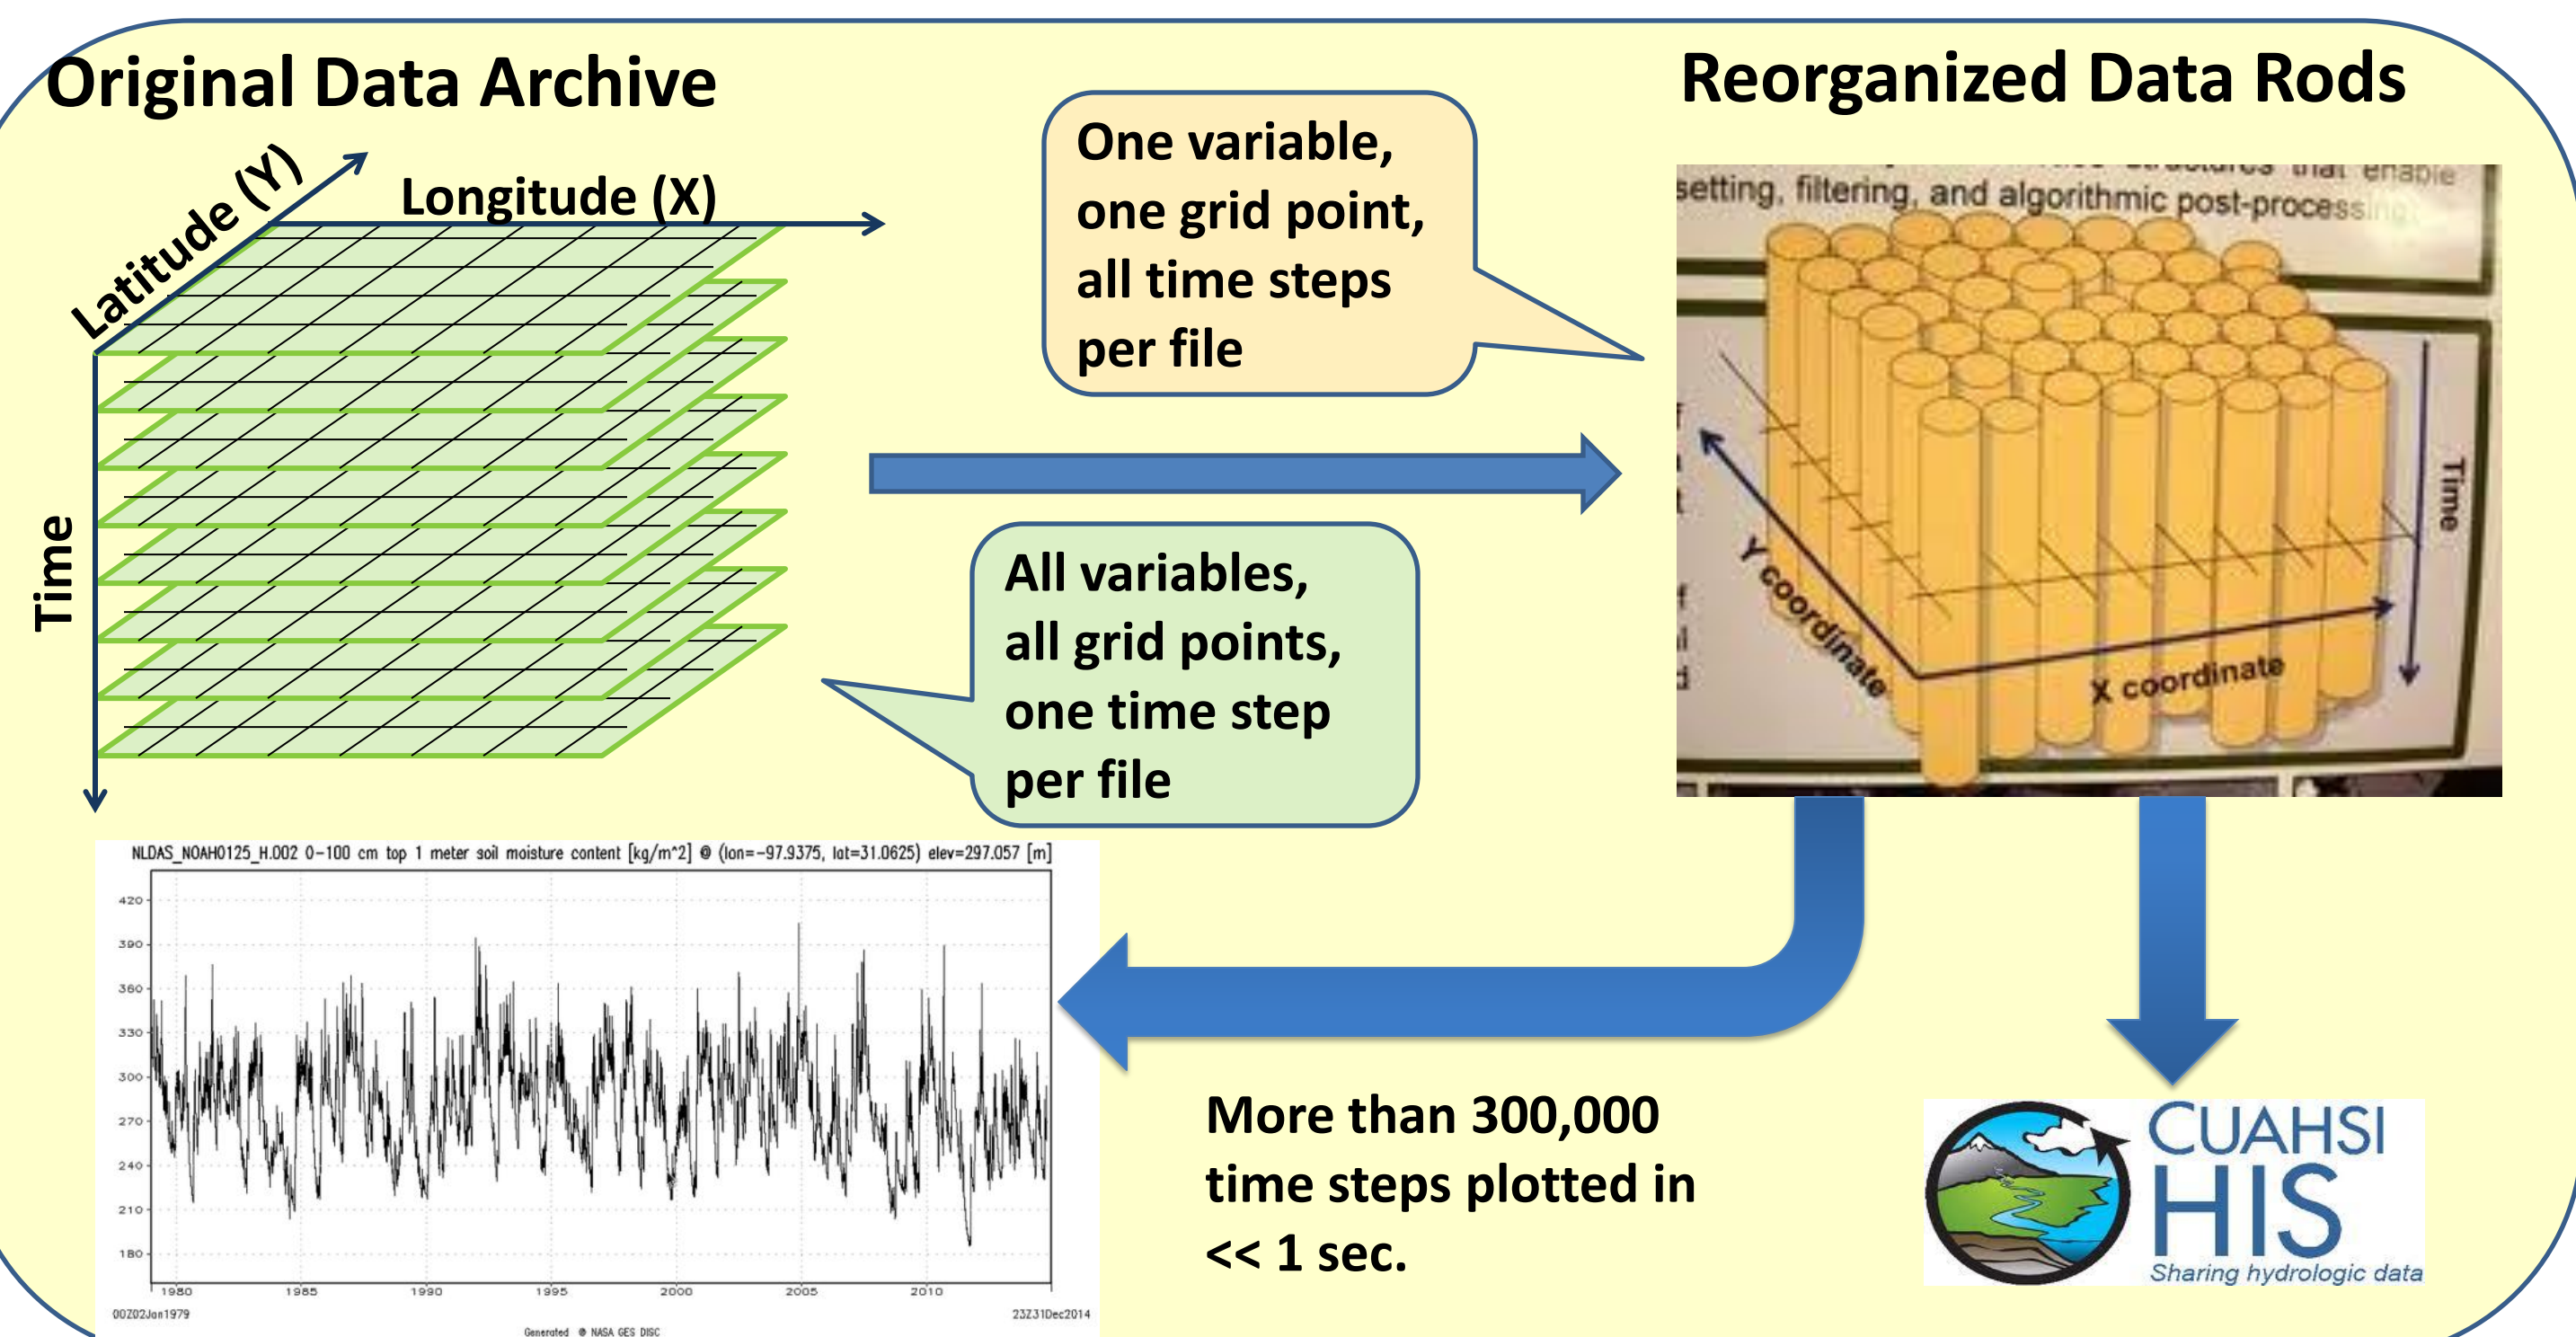 Original Data Archive
Reorganized Data Rods
Latitude (Y)
Longitude (X)
Time
One variable,
one grid point,
all time steps
per file
All variables,
all grid points,
one time step
per file
structures that enable
setting, filtering, and algorithmic post-processing.
Time
Y coordinate
X coordinate
NLDAS_NOAH0125_H.002 0-100 cm top 1 meter soil moisture content [kg/m^2] @ (lon=-97.9375, lat=31.0625) elev=297.057 [m]
420
390
360
330
300
270
240
210
180
1980 1985 1990 1995 2000 2005 2010
00Z02Jan1979 23Z31Dec2014
Generated @ NASA GES DISC
More than 300,000
time steps plotted in
<< 1 sec.
CUAHSI
HIS
Sharing hydrologic data